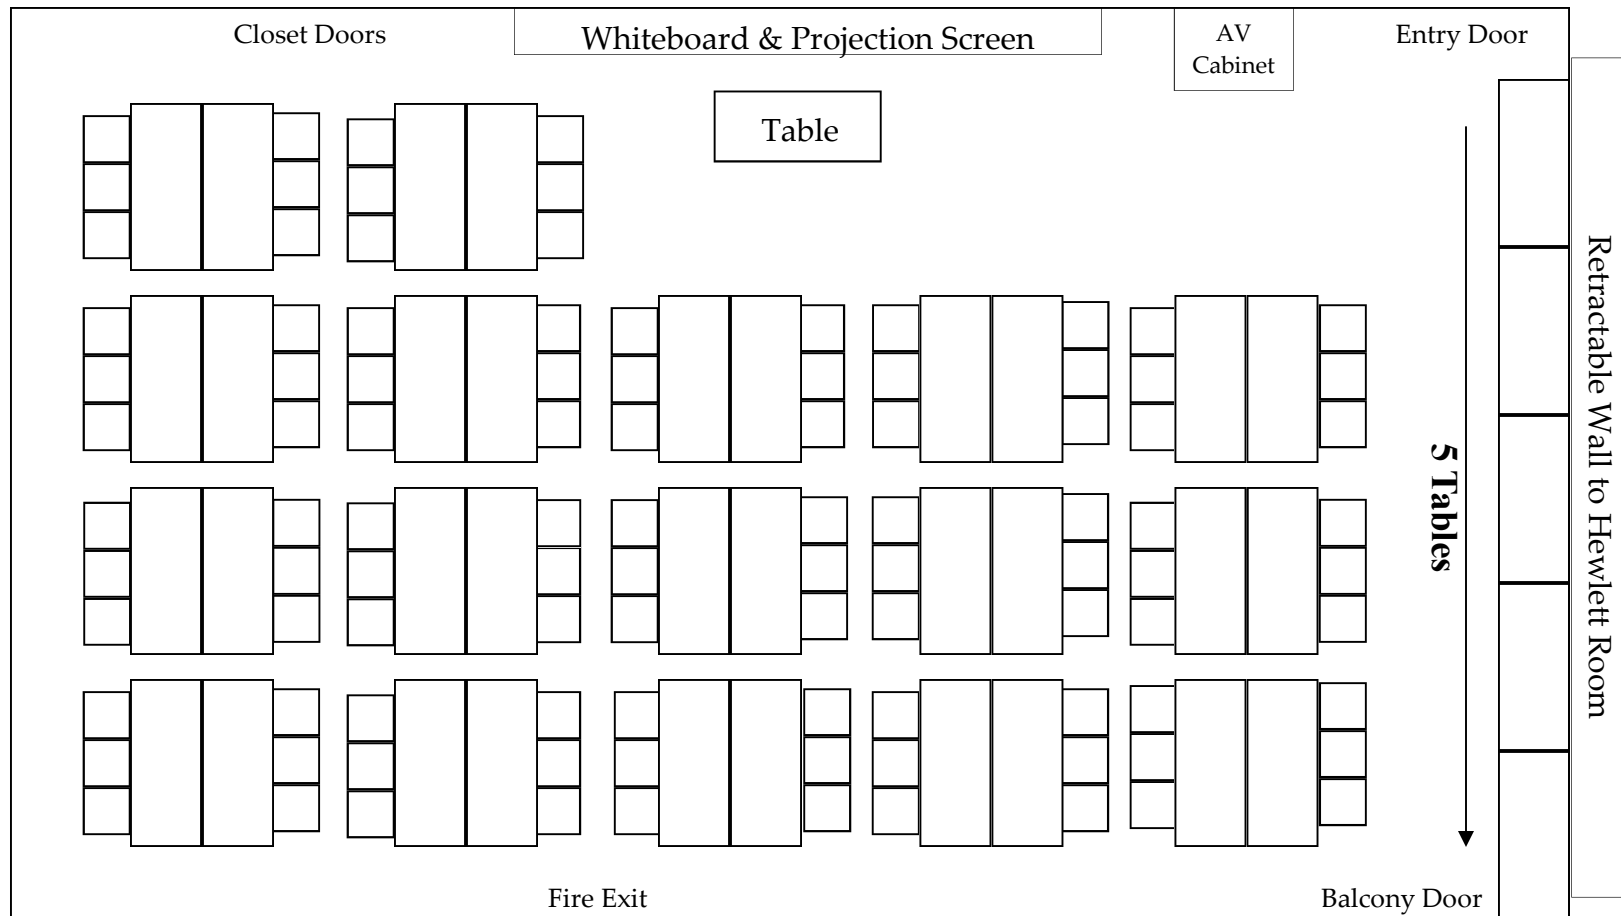 Closet Doors
Whiteboard & Projection Screen
AV
Cabinet
Entry Door
Table
5 Tables
Retractable Wall to Hewlett Room
Fire Exit
Balcony Door